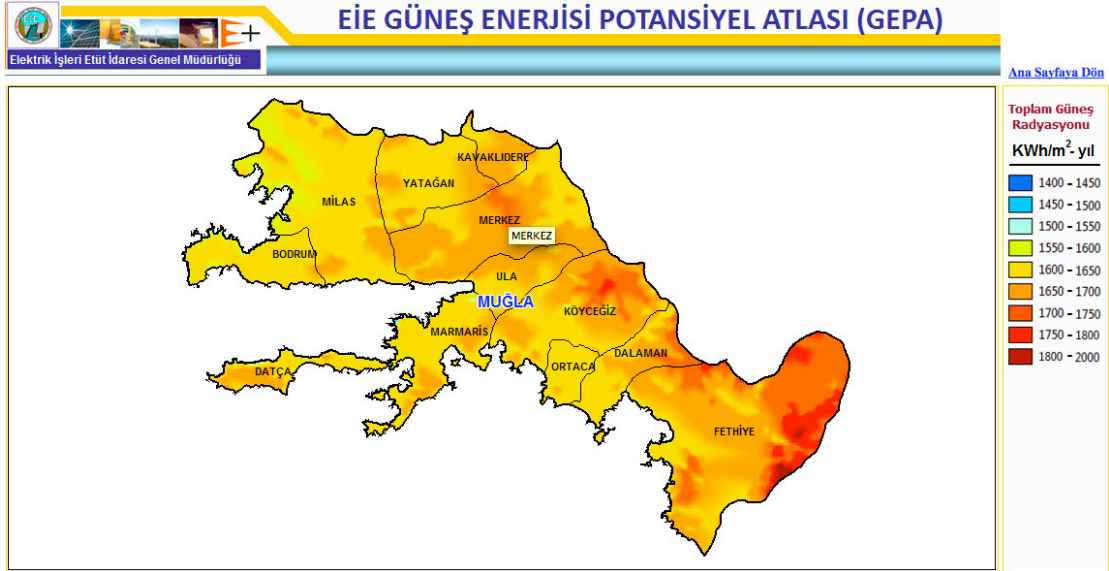 EİE GÜNEŞ ENERJİSİ POTANSİYEL ATLASI (GEPA)
EİE
E+
Elektrik İşleri Etüt İdaresi Genel Müdürlüğü
Ana Sayfaya Dön
Toplam Güneş
Radyasyonu
KWh/m²- yıl
1400 - 1450
1450 - 1500
1500 - 1550
1550 - 1600
1600 - 1650
1650 - 1700
1700 - 1750
1750 - 1800
1800 - 2000
KAVAKLIDERE
YATAĞAN
MİLAS
MERKEZ
MERKEZ
BODRUM
ULA
MUĞLA
KÖYCEĞİZ
MARMARİS
DALAMAN
ORTACA
DATÇA
FETHİYE